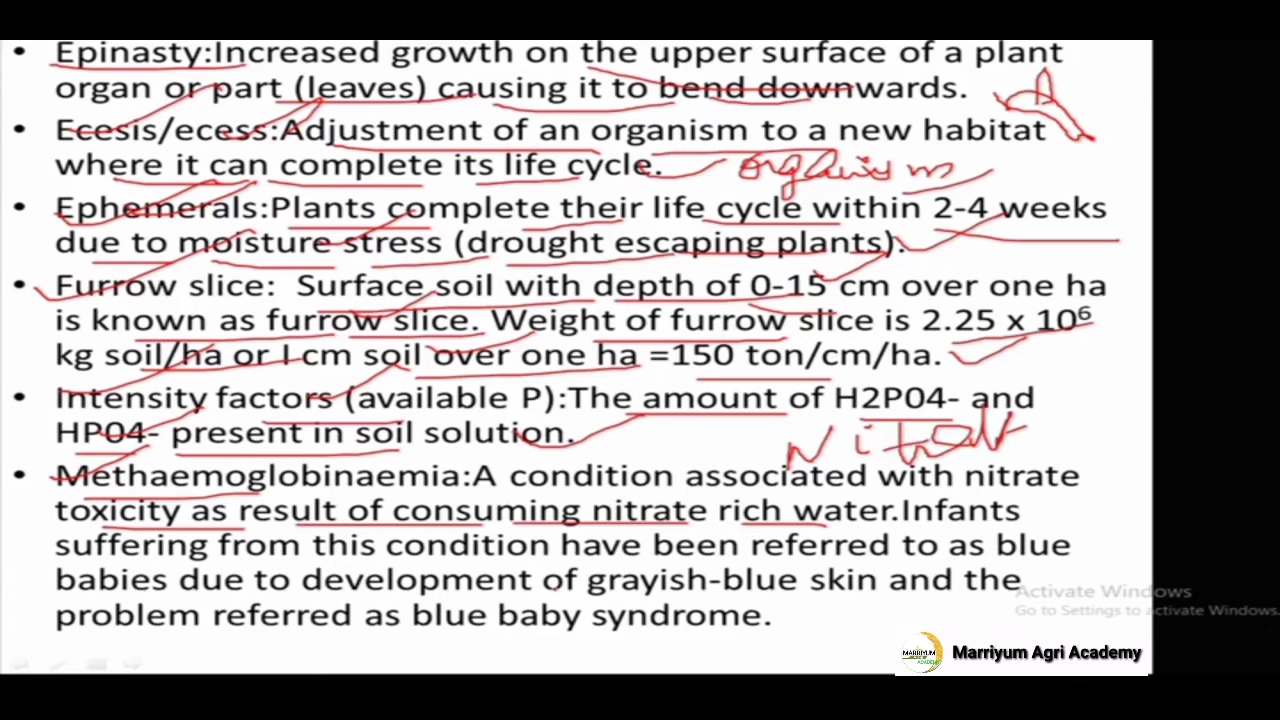 • Epinasty:Increased growth on the upper surface of a plant
organ or part (leaves) causing it to bend downwards.
• Ecesis/ecess:Adjustment of an organism to a new habitat
where it can complete its life cycle.
organism
• Ephemerals:Plants complete their life cycle within 2-4 weeks
due to moisture stress (drought escaping plants).
• Furrow slice: Surface soil with depth of 0-15 cm over one ha
is known as furrow slice. Weight of furrow slice is 2.25 x 10⁶
kg soil/ha or I cm soil over one ha =150 ton/cm/ha.
• Intensity factors (available P):The amount of H2P04- and
HP04- present in soil solution.
• Methaemoglobinaemia:A condition associated with nitrate
toxicity as result of consuming nitrate rich water.Infants
suffering from this condition have been referred to as blue
babies due to development of grayish-blue skin and the
problem referred as blue baby syndrome.
Activate Windows
Go to Settings to activate Windows.
MARRIYUM
ACADEMY
Marriyum Agri Academy